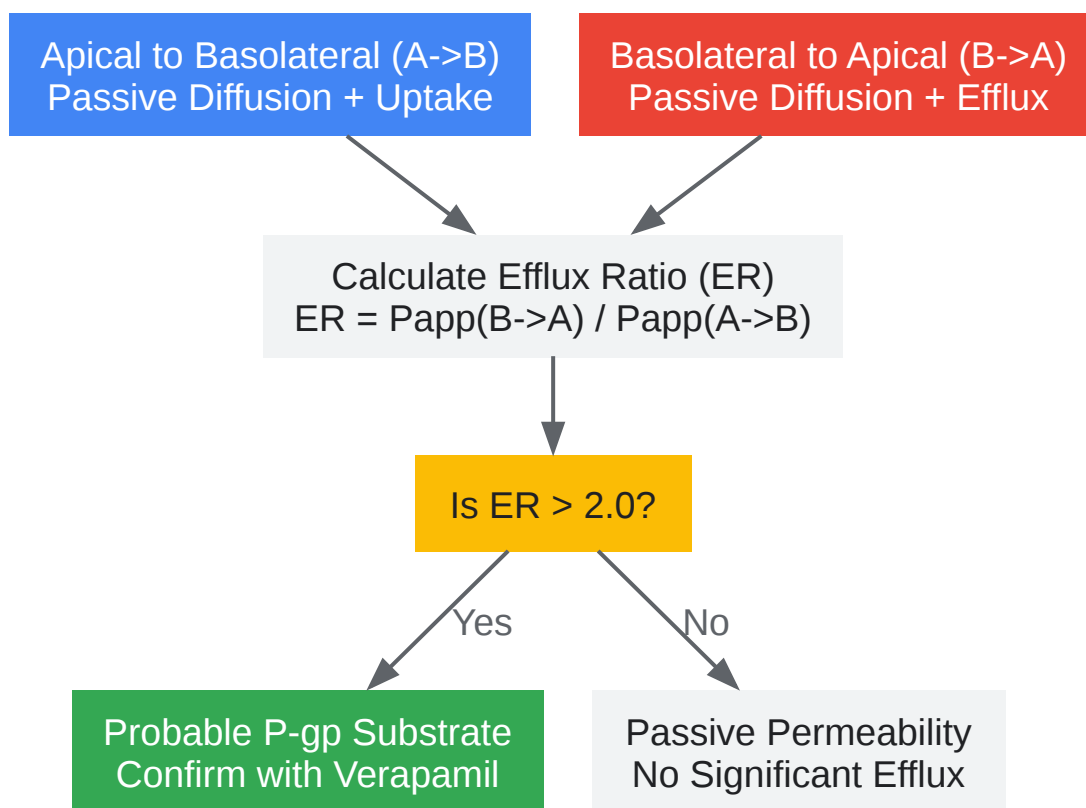 Apical to Basolateral (A->B)
Passive Diffusion + Uptake
Basolateral to Apical (B->A)
Passive Diffusion + Efflux
Calculate Efflux Ratio (ER)
ER = Papp(B->A) / Papp(A->B)
Is ER > 2.0?
Yes
No
Probable P-gp Substrate
Confirm with Verapamil
Passive Permeability
No Significant Efflux